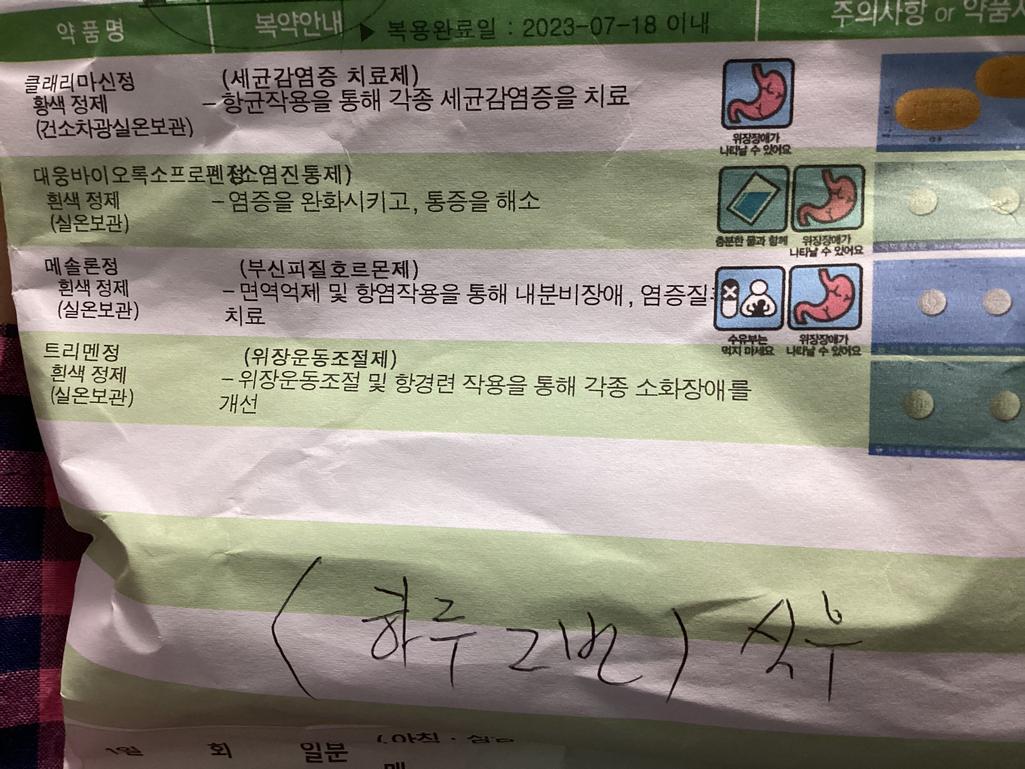 약 품 명 복약안내 ▶ 복용완료일 : 2023-07-18 이내 주의사항 or 약품사
클래리마신정 (세균감염증 치료제)
황색 정제 - 항균작용을 통해 각종 세균감염증을 치료
(건소차광실온보관)
위장장애가
나타날 수 있어요
대웅바이오록소프로펜정 소염진통제)
흰색 정제 - 염증을 완화시키고, 통증을 해소
(실온보관)
충분한 물과 함께 위장장애가
나타날 수 있어요
메솔론정 (부신피질호르몬제)
흰색 정제 - 면역억제 및 항염작용을 통해 내분비장애, 염증질
(실온보관) 치료
수유부는 위장장애가
먹지 마세요 나타날 수 있어요
트리멘정 (위장운동조절제)
흰색 정제 - 위장운동조절 및 항경련 작용을 통해 각종 소화장애를
(실온보관) 개선
(하루 2번) 식후
1일 회 일분 (아침 ·